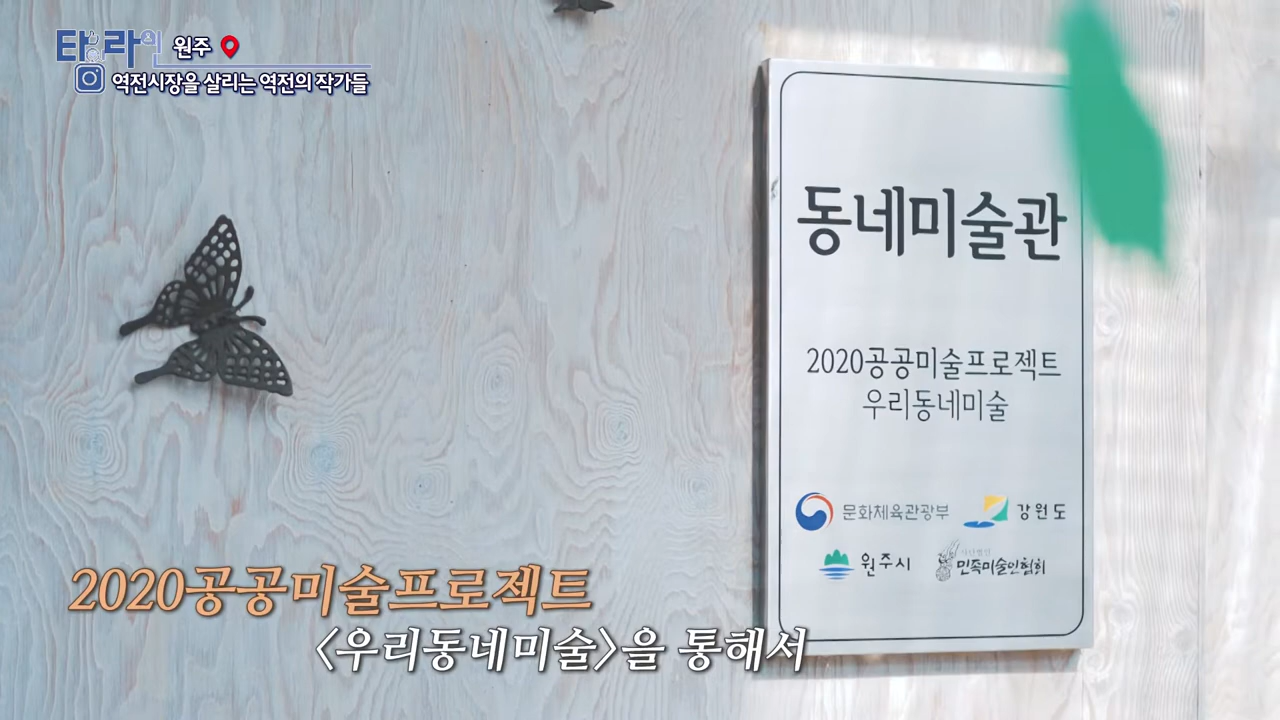 원주
역전시장을 살리는 역전의 작가들
동네미술관
2020공공미술프로젝트
우리동네미술
문화체육관광부
강원도
원주시
민족미술인협회
2020공공미술프로젝트
<우리동네미술>을 통해서